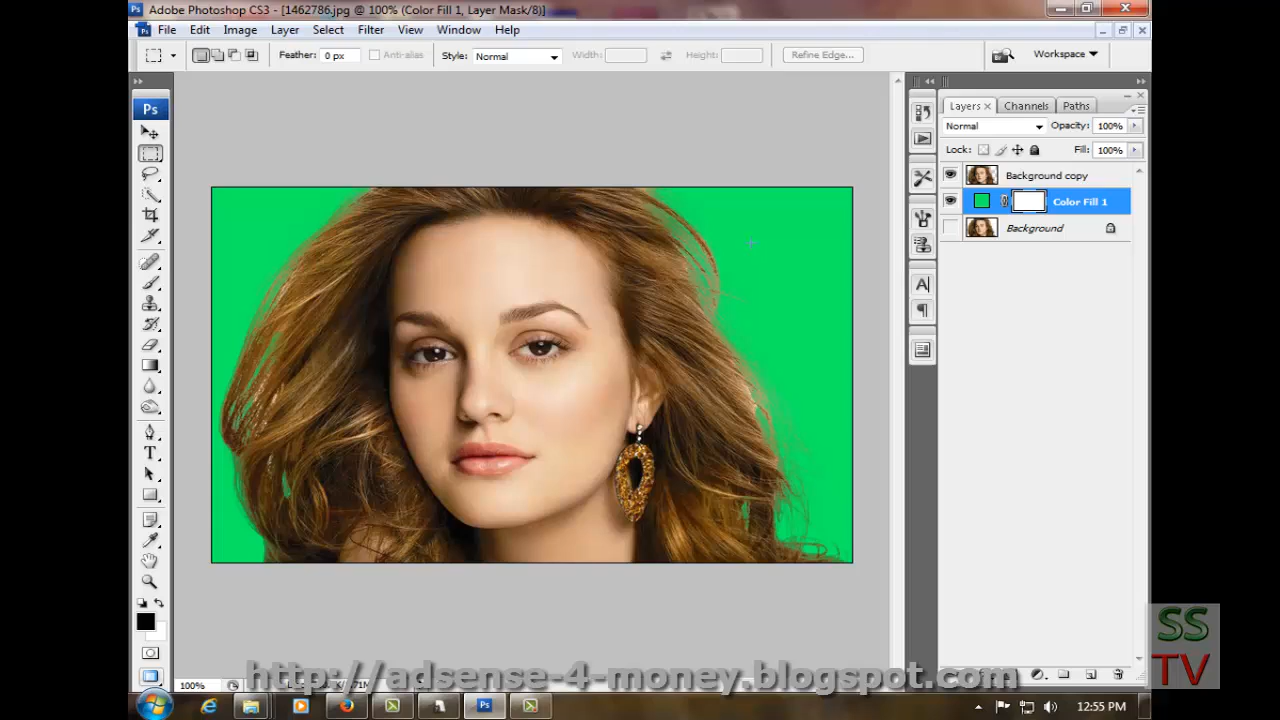 Adobe Photoshop CS3 - [1462786.jpg @ 100% (Color Fill 1, Layer Mask/8)]
Ps File Edit Image Layer Select Filter View Window Help
Feather: 0 px Anti-alias Style: Normal Width: Height: Refine Edge... Workspace
Ps
Layers Channels Paths
Normal Opacity: 100%
Lock: Fill: 100%
Background copy
Color Fill 1
Background
A
T
SS
TV
http://adsense-4-money.blogspot.com
100%
Ps 12:55 PM